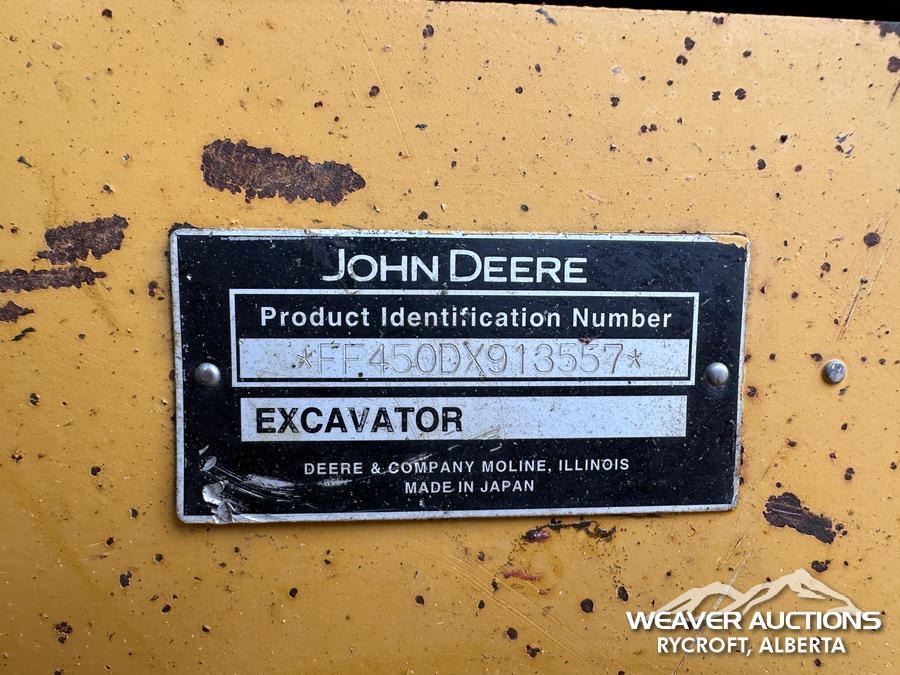 JOHN DEERE
Product Identification Number
*FF450DX913557*
EXCAVATOR
DEERE & COMPANY MOLINE, ILLINOIS
MADE IN JAPAN
WEAVER AUCTIONS
RYCROFT, ALBERTA